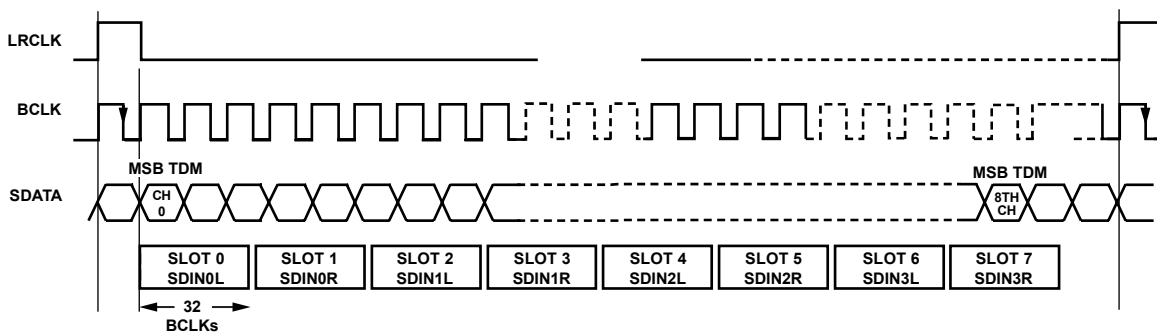 LRCLK
BCLK
MSB TDM
MSB TDM
SDATA
CH
0
8TH
CH
SLOT 0
SDIN0L
SLOT 1
SDIN0R
SLOT 2
SDIN1L
SLOT 3
SDIN1R
SLOT 4
SDIN2L
SLOT 5
SDIN2R
SLOT 6
SDIN3L
SLOT 7
SDIN3R
32
BCLKs